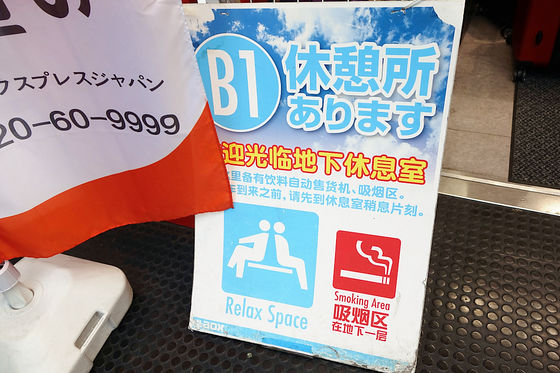 クスプレスジャパン
20-60-9999
B1
休憩所
あります
迎光临地下休息室
里备有饮料自动售货机、吸烟区。
到来之前,请先到休息室稍息片刻。
Relax Space
Smoking Area
吸烟区
在地下一层